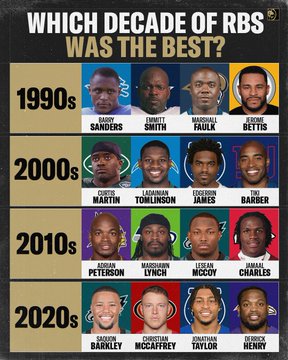 WHICH DECADE OF RBS
WAS THE BEST?
1990s
BARRY
SANDERS
EMMITT
SMITH
MARSHALL
FAULK
JEROME
BETTIS
2000s
CURTIS
MARTIN
LADAINIAN
TOMLINSON
EDGERRIN
JAMES
TIKI
BARBER
2010s
ADRIAN
PETERSON
MARSHAWN
LYNCH
LESEAN
MCCOY
JAMAAL
CHARLES
2020s
SAQUON
BARKLEY
CHRISTIAN
MCCAFFREY
JONATHAN
TAYLOR
DERRICK
HENRY